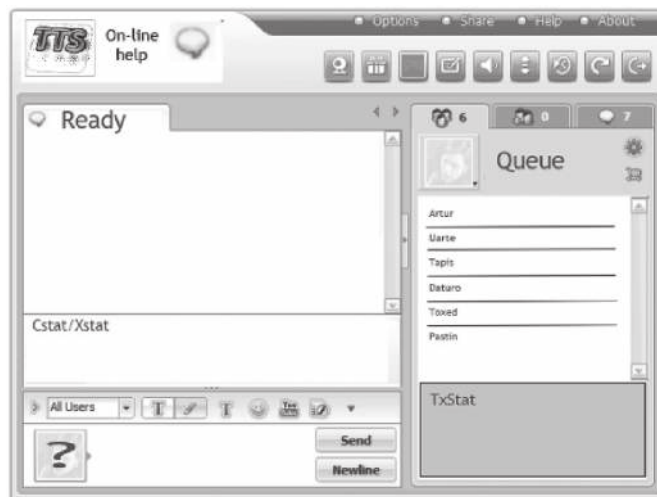 Options Share Help About
TTS
On-line
help
Ready
6
0
7
Queue
Artur
Uarte
Tapis
Daturo
Toxed
Pastin
Cstat/Xstat
TxStat
All Users
T
T
You
?
Send
Newline